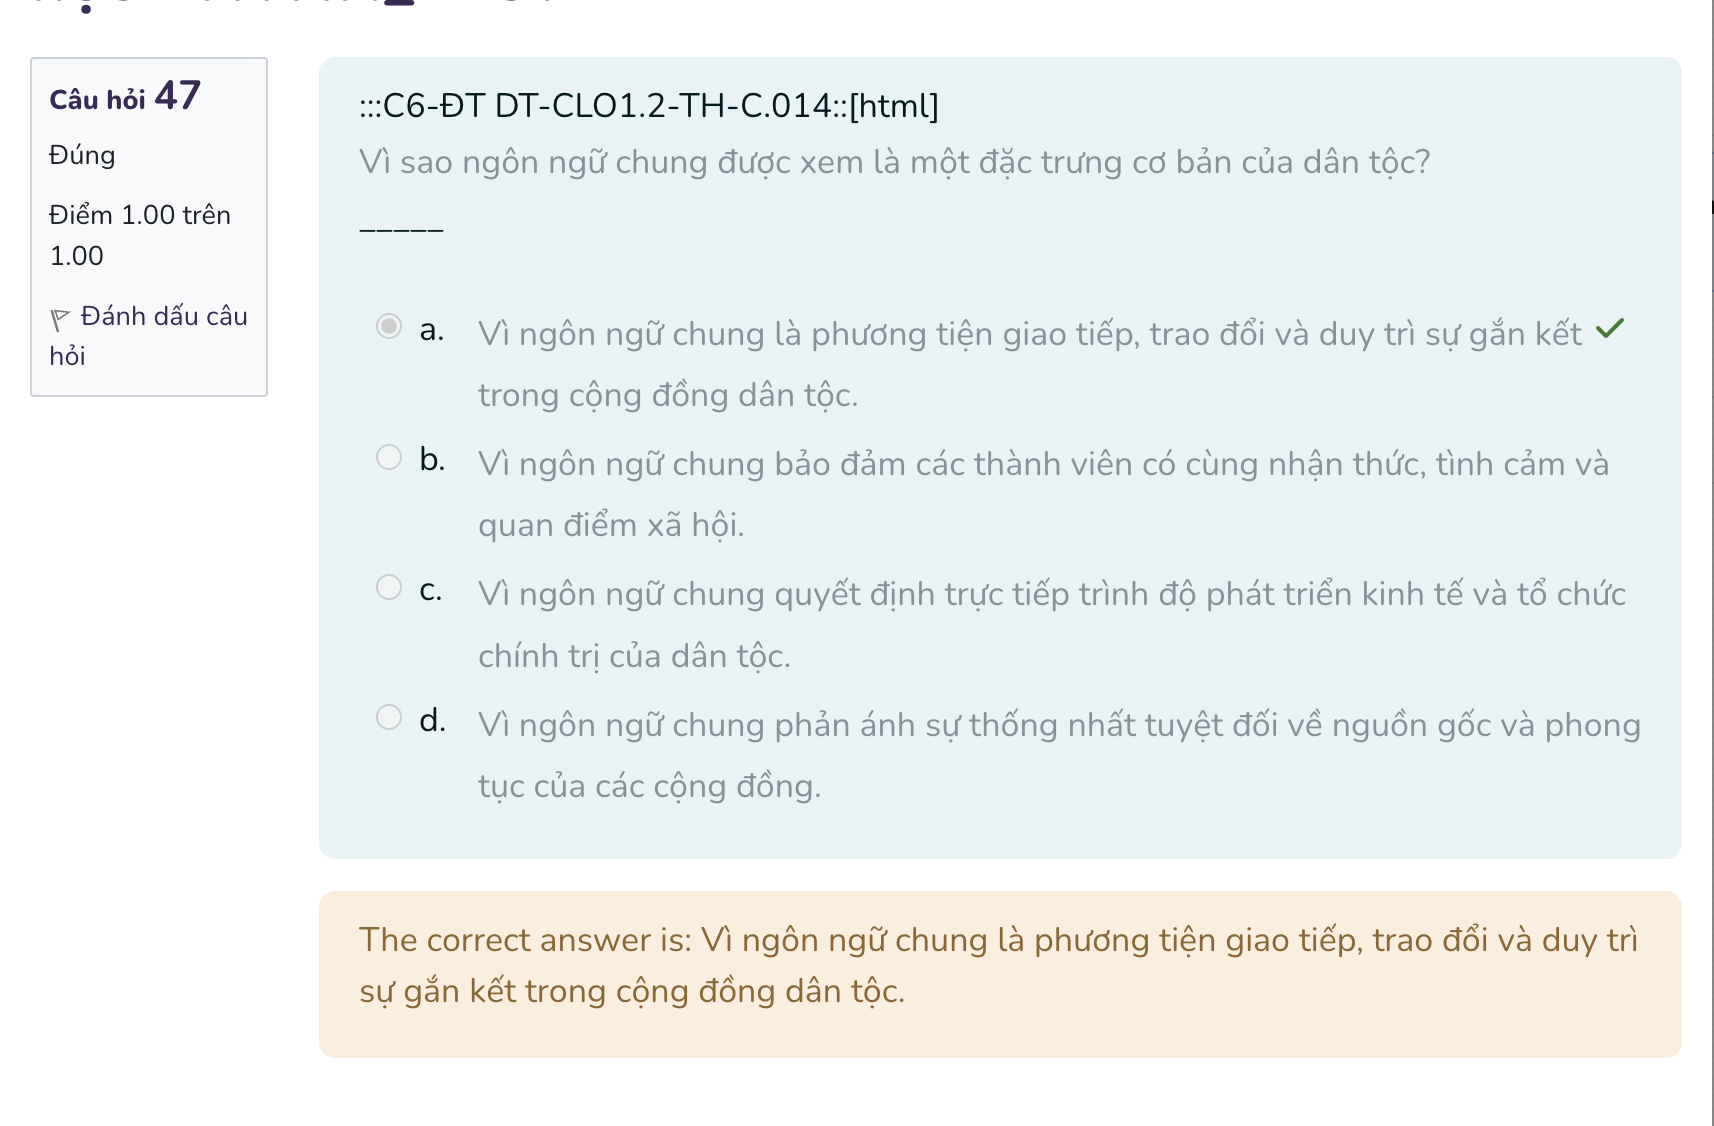 Câu hỏi 47
Đúng
Điểm 1.00 trên
1.00
Đánh dấu câu
hỏi
:::C6-ĐT DT-CLO1.2-TH-C.014::[html]
Vì sao ngôn ngữ chung được xem là một đặc trưng cơ bản của dân tộc?
_____
a. Vì ngôn ngữ chung là phương tiện giao tiếp, trao đổi và duy trì sự gắn kết
trong cộng đồng dân tộc.
b. Vì ngôn ngữ chung bảo đảm các thành viên có cùng nhận thức, tình cảm và
quan điểm xã hội.
c. Vì ngôn ngữ chung quyết định trực tiếp trình độ phát triển kinh tế và tổ chức
chính trị của dân tộc.
d. Vì ngôn ngữ chung phản ánh sự thống nhất tuyệt đối về nguồn gốc và phong
tục của các cộng đồng.
The correct answer is: Vì ngôn ngữ chung là phương tiện giao tiếp, trao đổi và duy trì
sự gắn kết trong cộng đồng dân tộc.